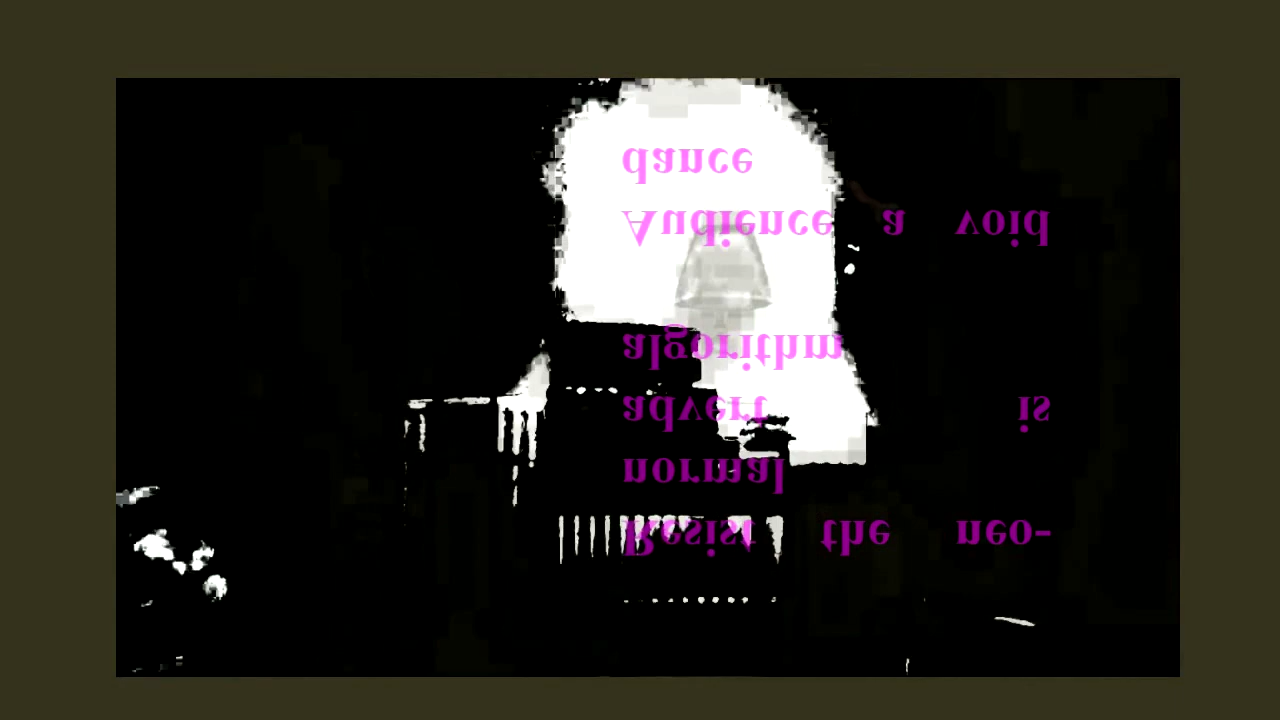 Resist the neo-
normal
advert is
algorithm
Audience a void
dance